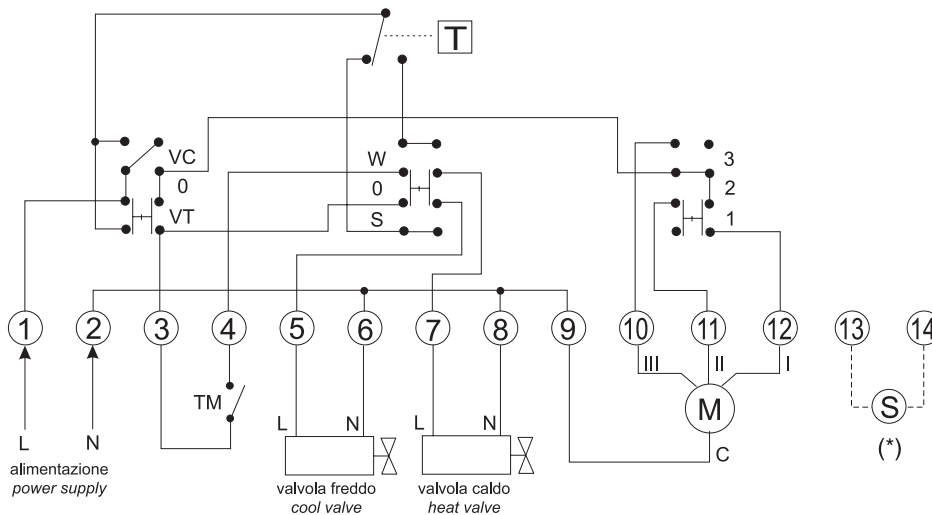 T
VC
0
VT
W
0
S
3
2
1
1 2 3 4 5 6 7 8 9 10 11 12 13 14
III II I
TM
M
S
L N L N L N C (*)
alimentazione
power supply
valvola freddo
cool valve
valvola caldo
heat valve